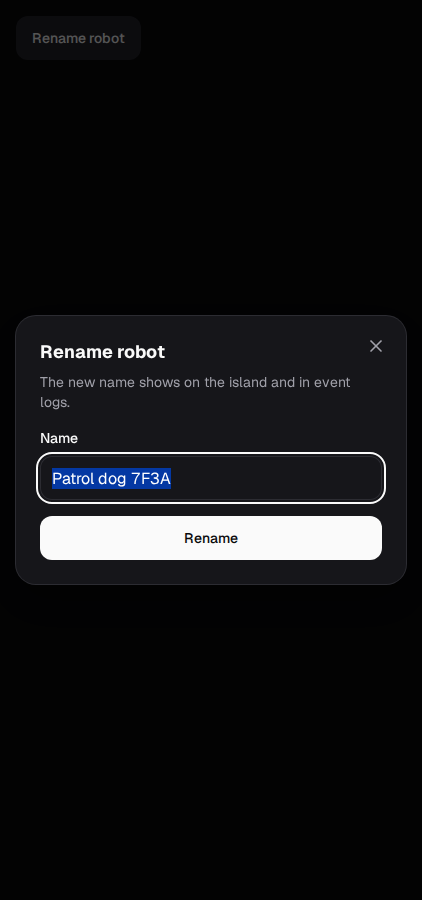 Rename robot
Rename robot
The new name shows on the island and in event
logs.
Name
Patrol dog 7F3A
Rename